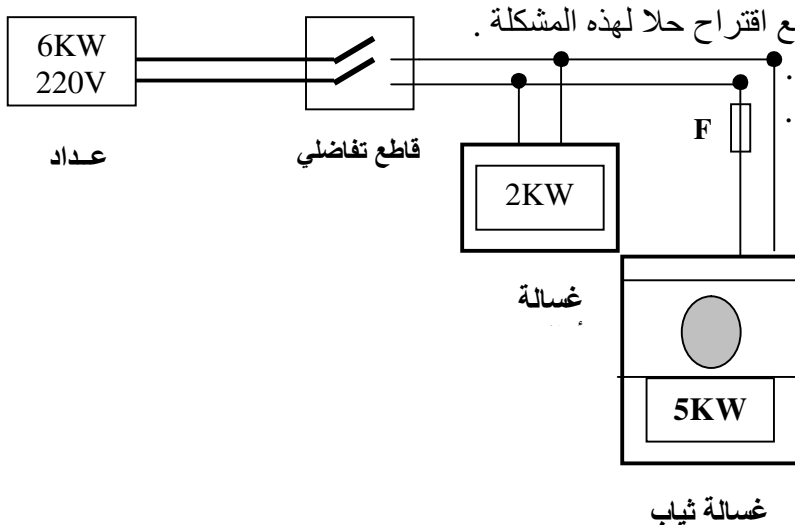 ع اقتراح حلا لهذه المشكلة .
.
.
6KW
220V
عـداد
قاطع تفاضلي
F
2KW
غسالة
5KW
غسالة ثياب